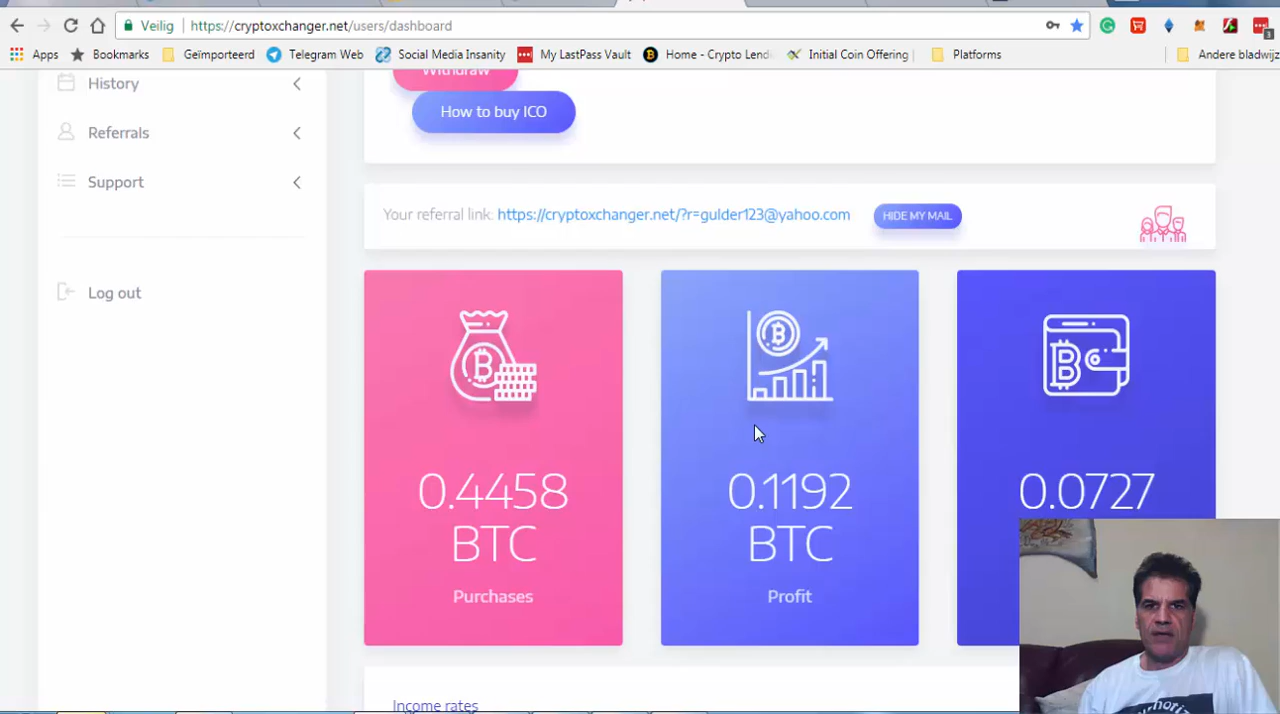 Veilig
https://cryptoxchanger.net/users/dashboard
Apps
Bookmarks
Geïmporteerd
Telegram Web
Social Media Insanity
My LastPass Vault
Home - Crypto Lendi
Initial Coin Offering |
Platforms
Andere bladwijz
3
History
Withdraw
How to buy ICO
Referrals
Support
Your referral link: https://cryptoxchanger.net/?r=gulder123@yahoo.com
HIDE MY MAIL
Log out
0.4458
BTC
Purchases
0.1192
BTC
Profit
0.0727
Income rates